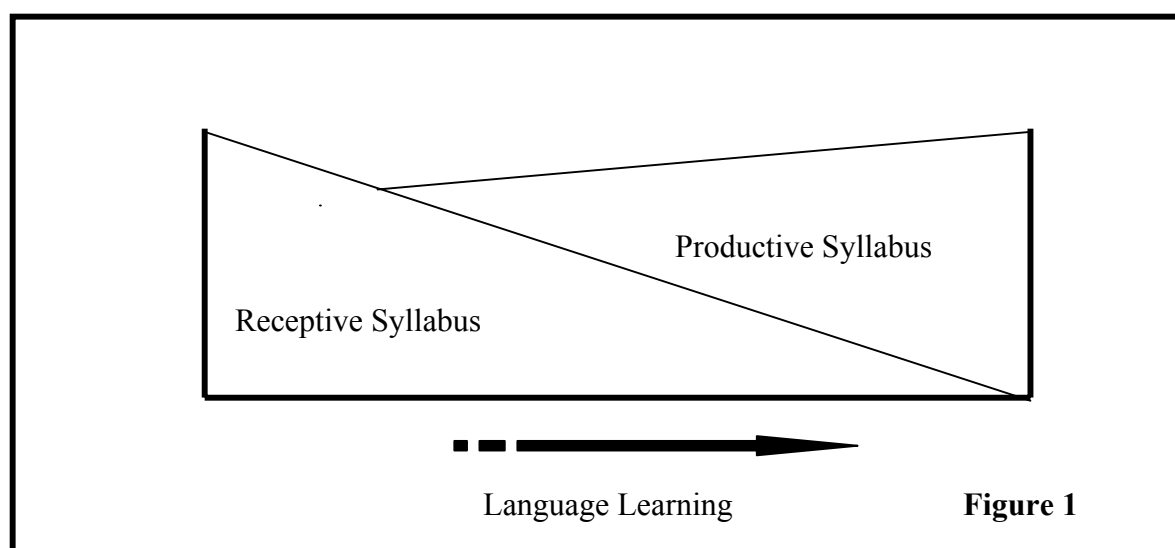 Productive Syllabus
Receptive Syllabus
Language Learning
Figure 1